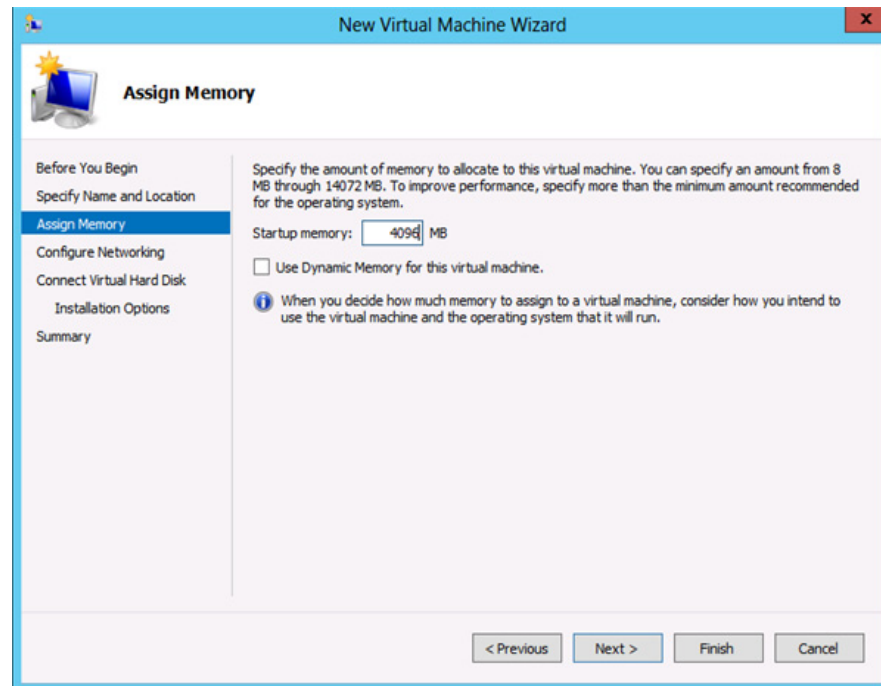 New Virtual Machine Wizard
x
Assign Memory
Before You Begin
Specify Name and Location
Assign Memory
Configure Networking
Connect Virtual Hard Disk
Installation Options
Summary
Specify the amount of memory to allocate to this virtual machine. You can specify an amount from 8
MB through 14072 MB. To improve performance, specify more than the minimum amount recommended
for the operating system.
Startup memory: 4096 MB
Use Dynamic Memory for this virtual machine.
When you decide how much memory to assign to a virtual machine, consider how you intend to
use the virtual machine and the operating system that it will run.
< Previous Next > Finish Cancel